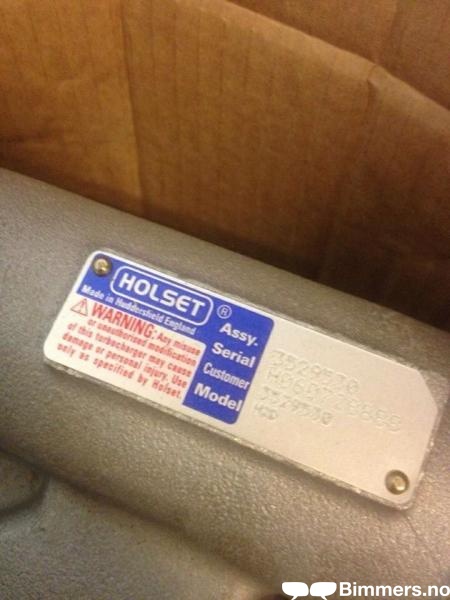 HOLSET ®
Made in Huddersfield England
⚠ WARNING: Any misuse
or unauthorised modification
of this turbocharger may cause
damage or personal injury. Use
only as specified by Holset.
Assy.
Serial
Customer
Model
Bimmers.no